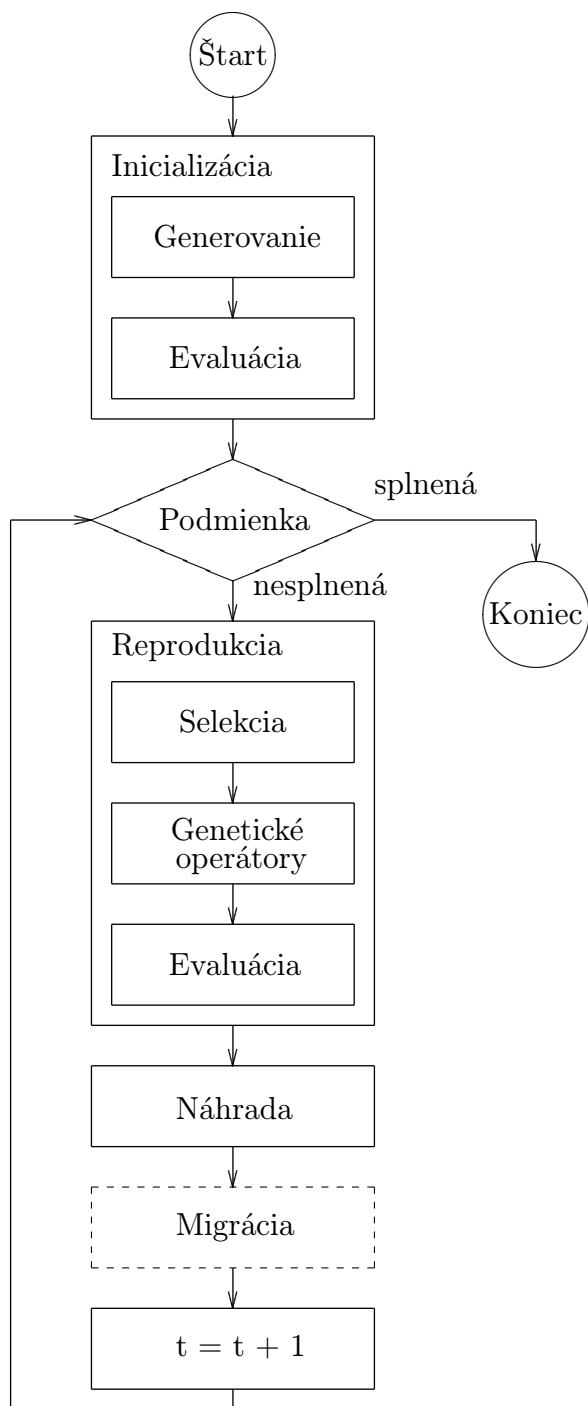 Štart
Inicializácia
Generovanie
Evaluácia
Podmienka
splnená
nesplnená
Koniec
Reprodukcia
Selekcia
Genetické
operátory
Evaluácia
Náhrada
Migrácia
t = t + 1